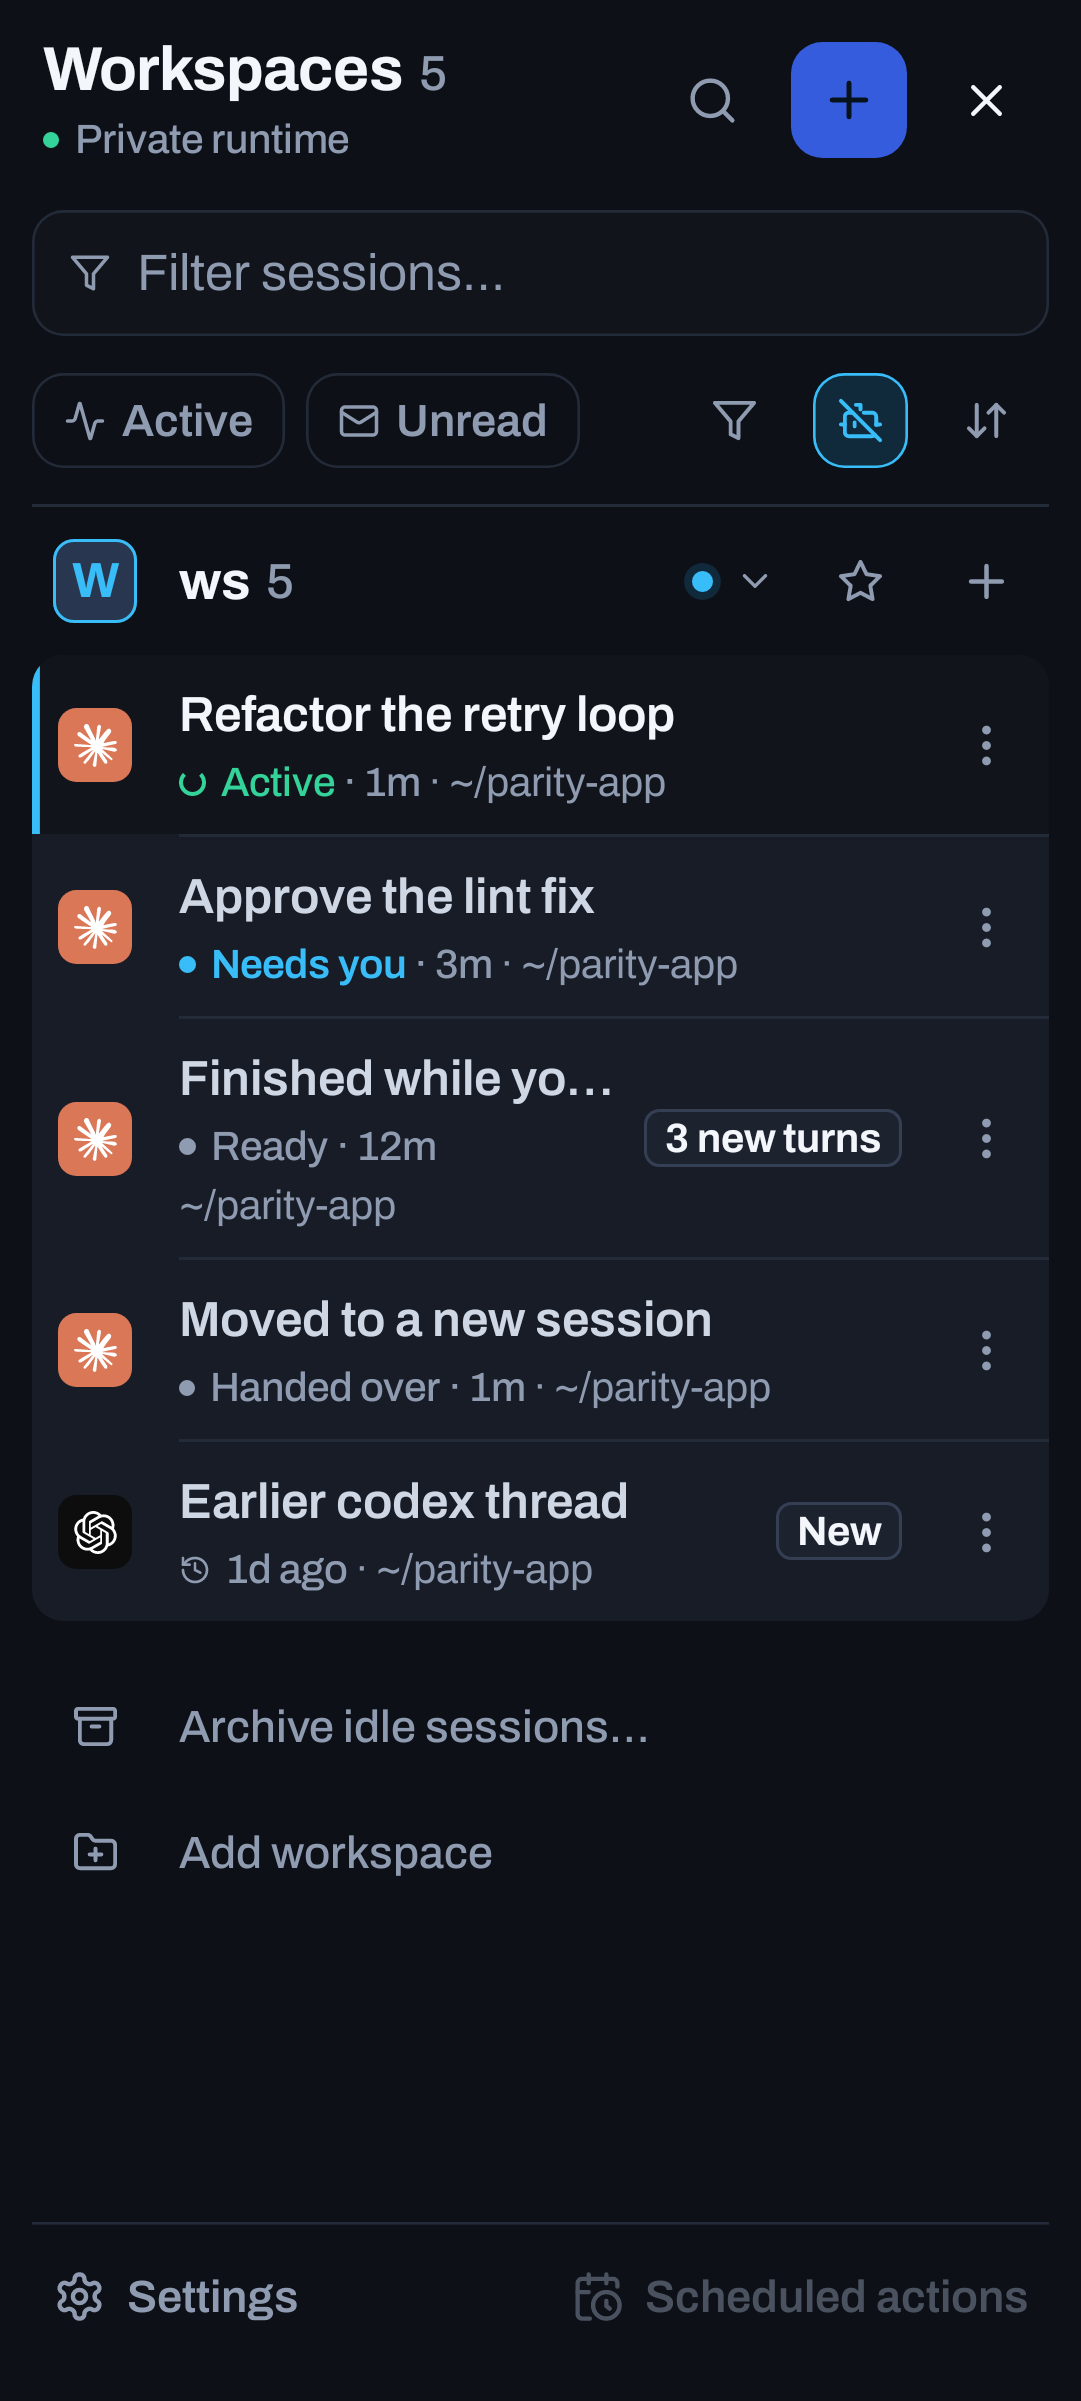 Workspaces 5
Private runtime
Filter sessions...
Active
Unread
W
ws 5
Refactor the retry loop
Active · 1m · ~/parity-app
Approve the lint fix
Needs you · 3m · ~/parity-app
Finished while yo...
Ready · 12m
~/parity-app
3 new turns
Moved to a new session
Handed over · 1m · ~/parity-app
Earlier codex thread
1d ago · ~/parity-app
New
Archive idle sessions...
Add workspace
Settings
Scheduled actions